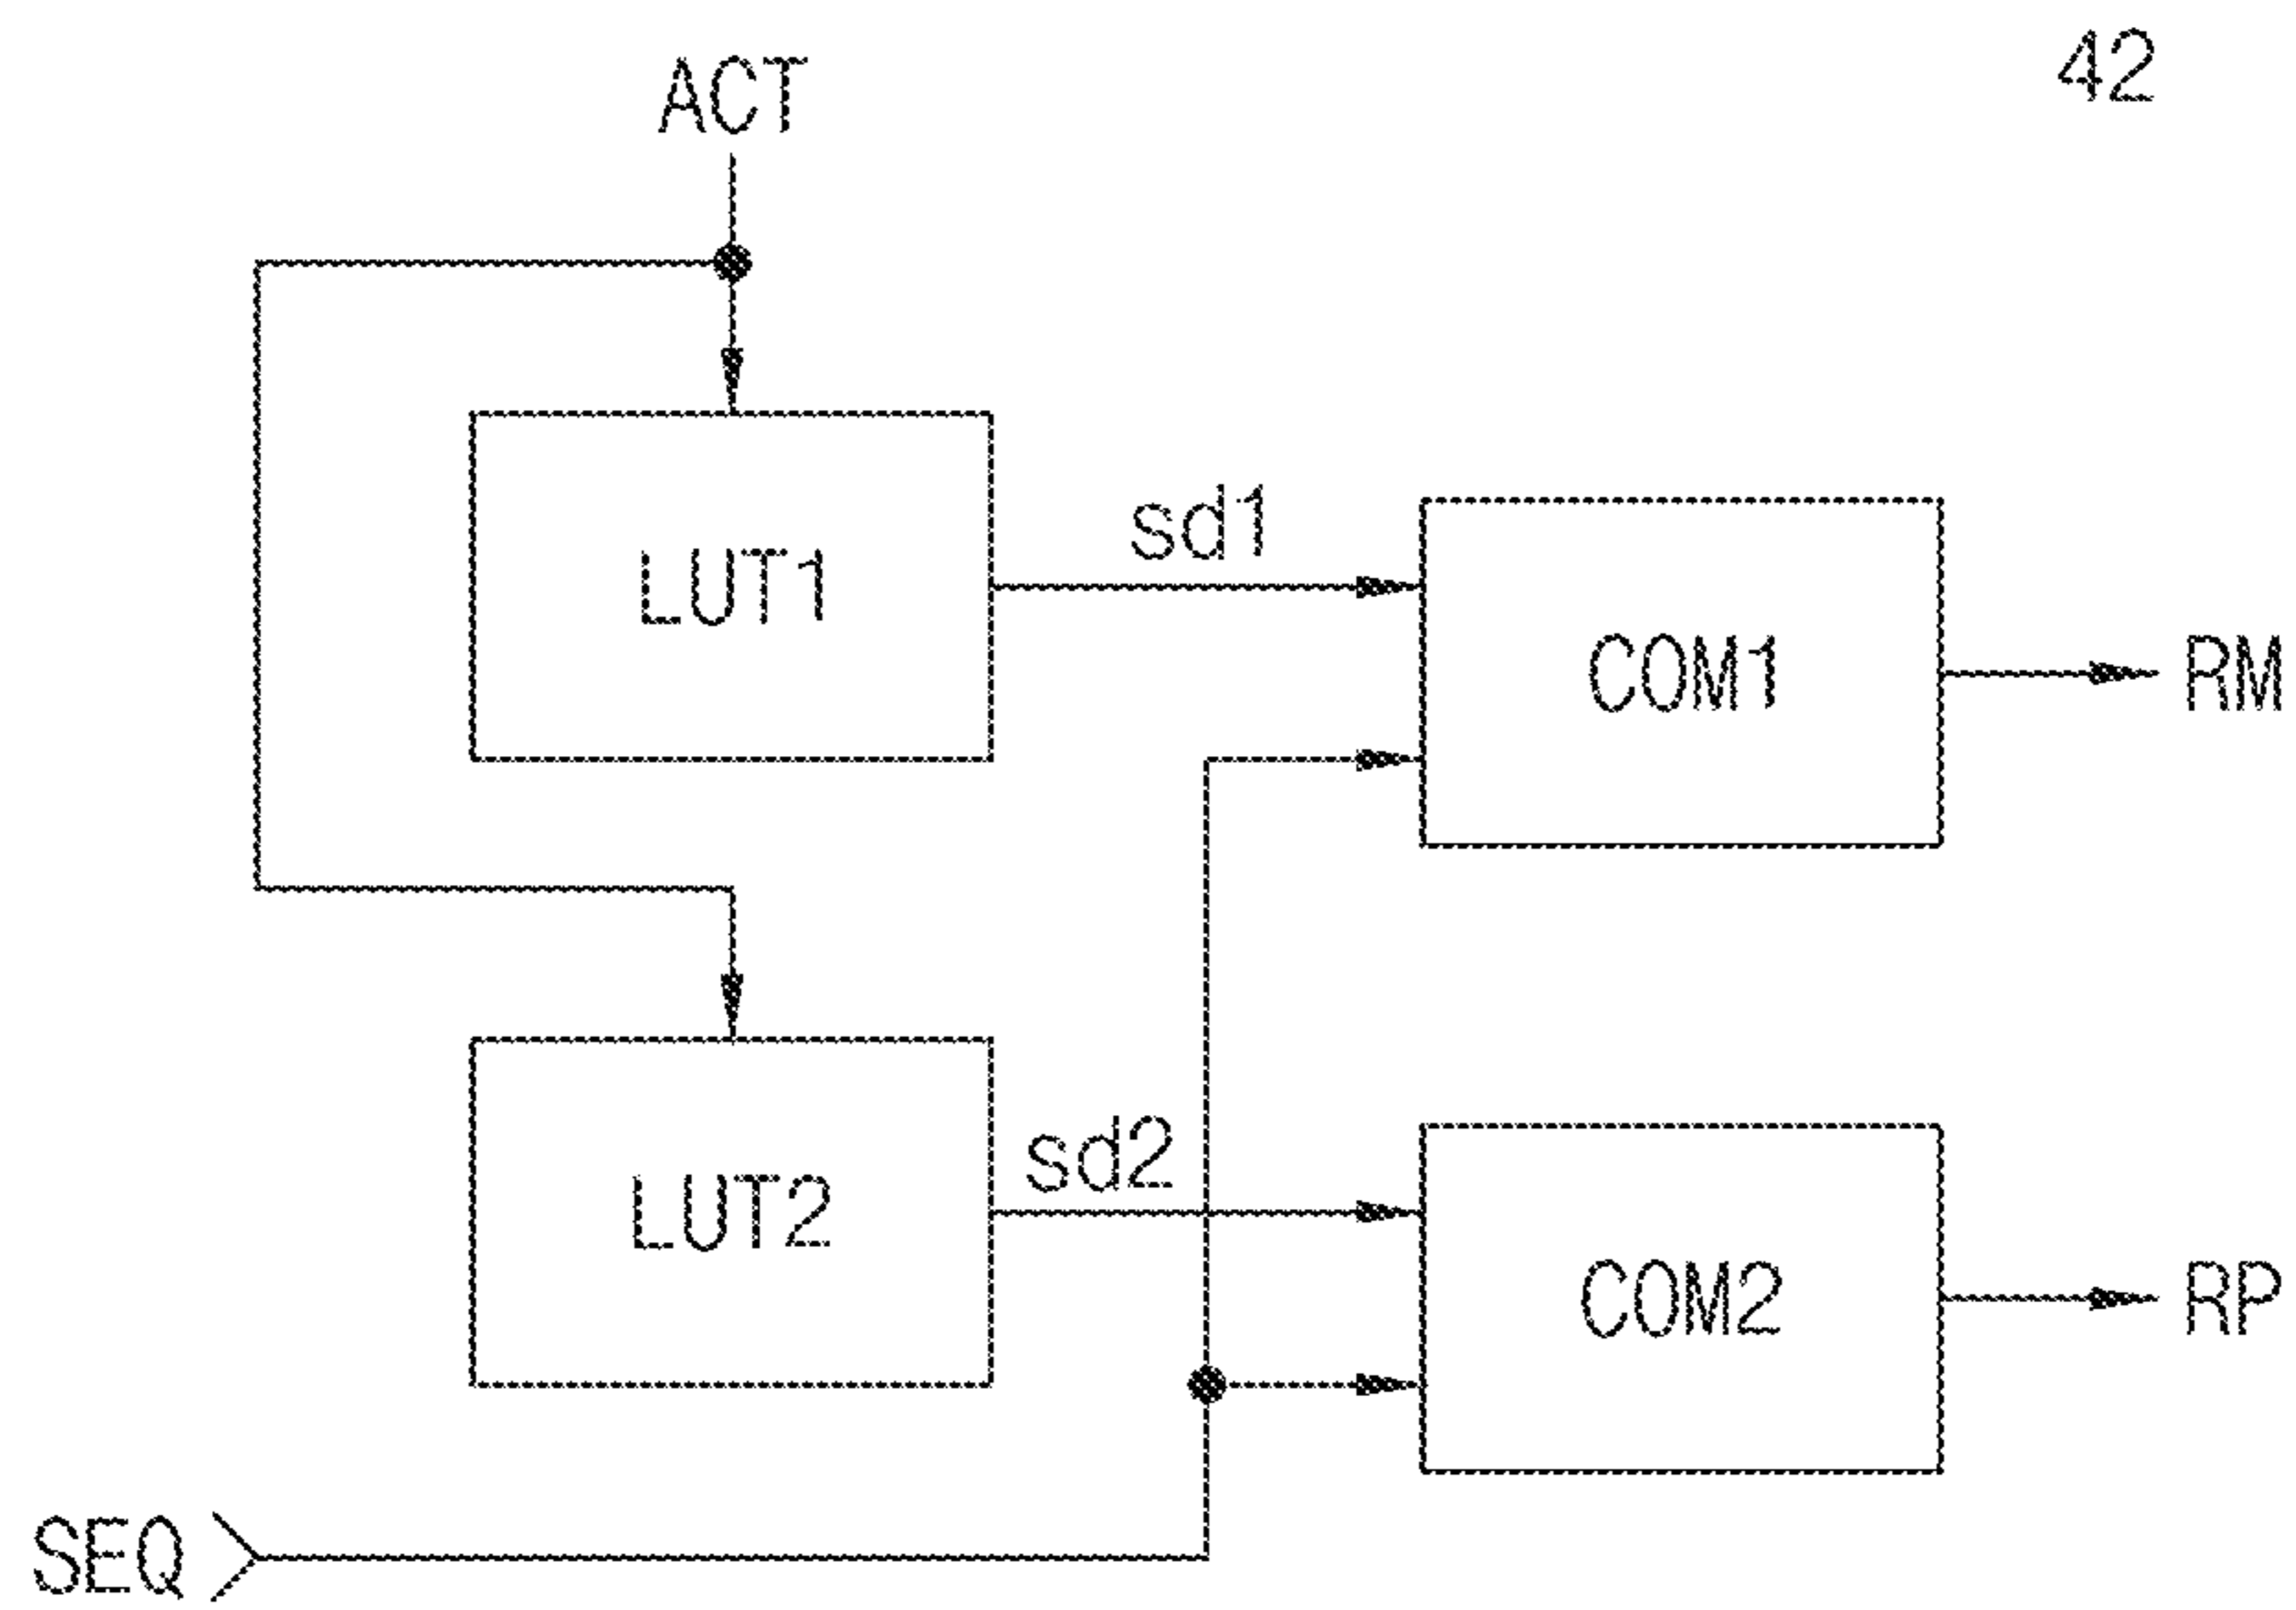 42
ACT
sd1
LUT1
COM1
RM
sd2
LUT2
COM2
RP
SEQ